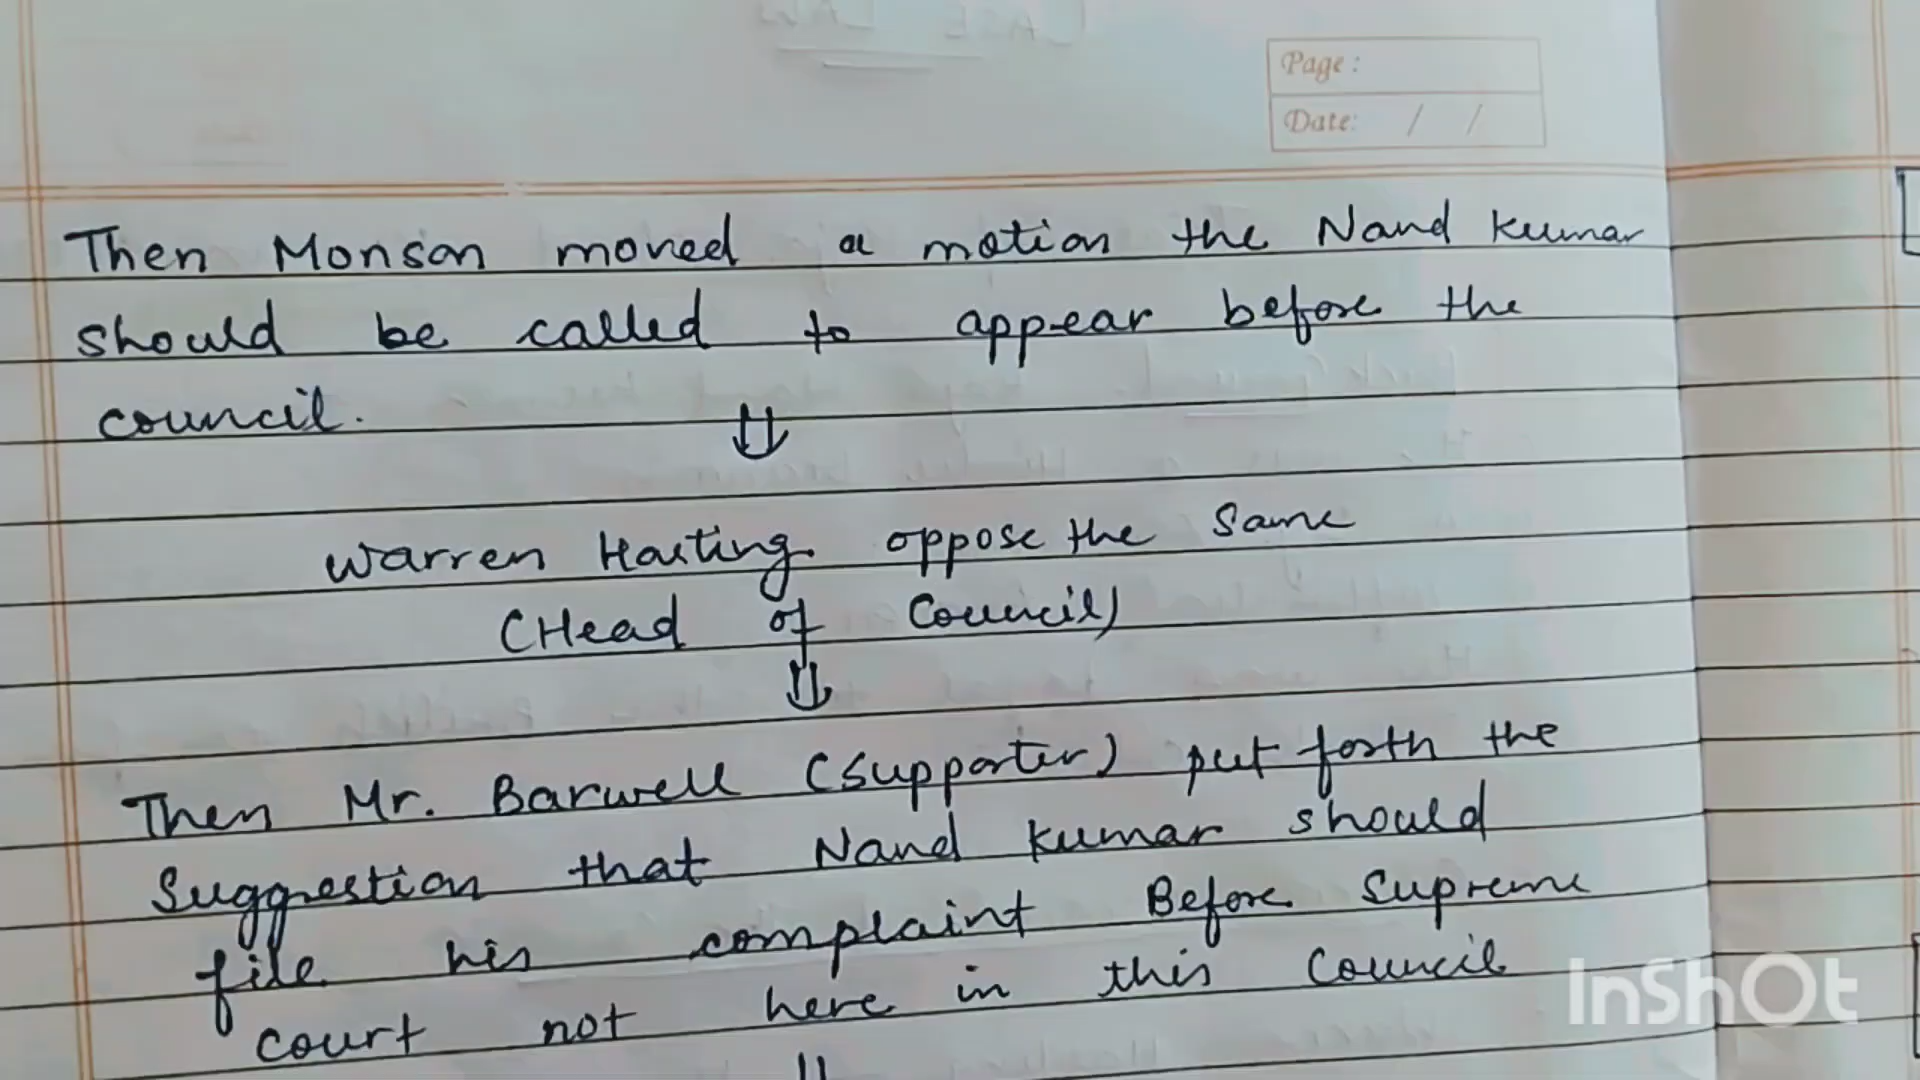 Page:
Date: / /
Then Monson moved a motion the Nand Kumar
should be called to appear before the
council.
Warren Hasting. oppose the same
(Head of Council)
Then Mr. Barwell (supporter) put forth the
Suggestion that Nand Kumar should
file his complaint Before Supreme
court not here in this Council
InShOt